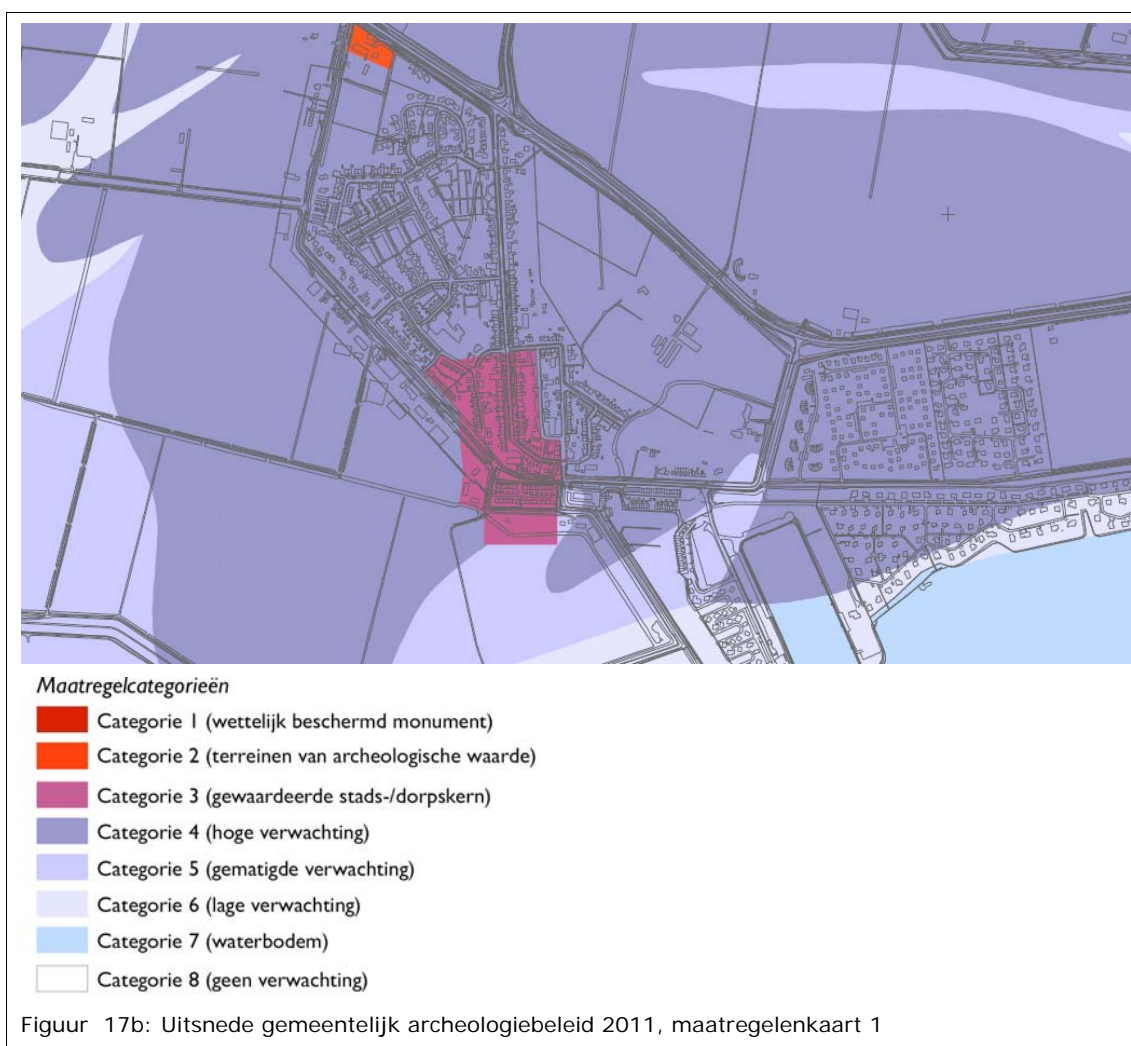 Maatregelcategorieën
Categorie 1 (wettelijk beschermd monument)
Categorie 2 (terreinen van archeologische waarde)
Categorie 3 (gewaardeerde stads-/dorpskern)
Categorie 4 (hoge verwachting)
Categorie 5 (gematigde verwachting)
Categorie 6 (lage verwachting)
Categorie 7 (waterbodem)
Categorie 8 (geen verwachting)
Figuur 17b: Uitsnede gemeentelijk archeologiebeleid 2011, maatregelenkaart 1